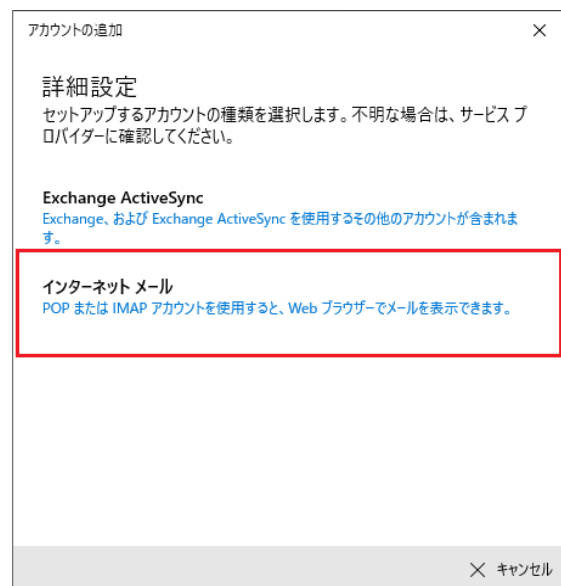 アカウントの追加
詳細設定
セットアップするアカウントの種類を選択します。不明な場合は、サービス プ
ロバイダーに確認してください。
Exchange ActiveSync
Exchange、および Exchange ActiveSync を使用するその他のアカウントが含まれま
す。
インターネット メール
POP または IMAP アカウントを使用すると、Web ブラウザーでメールを表示できます。
キャンセル